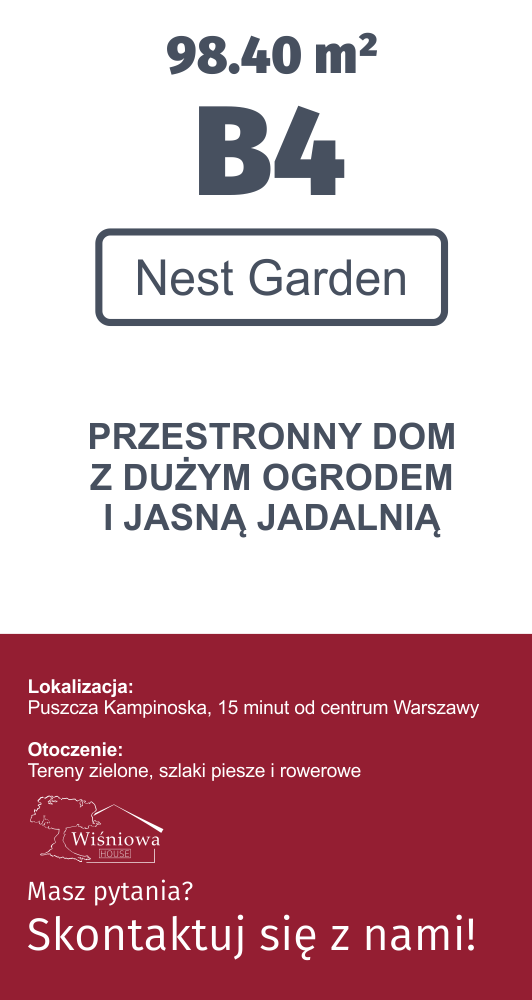 98.40 m²
B4
Nest Garden
PRZESTRONNY DOM
Z DUŻYM OGRODEM
I JASNĄ JADALNIĄ
Lokalizacja:
Puszcza Kampinoska, 15 minut od centrum Warszawy
Otoczenie:
Tereny zielone, szlaki piesze i rowerowe
Wiśniowa
HOUSE
Masz pytania?
Skontaktuj się z nami!